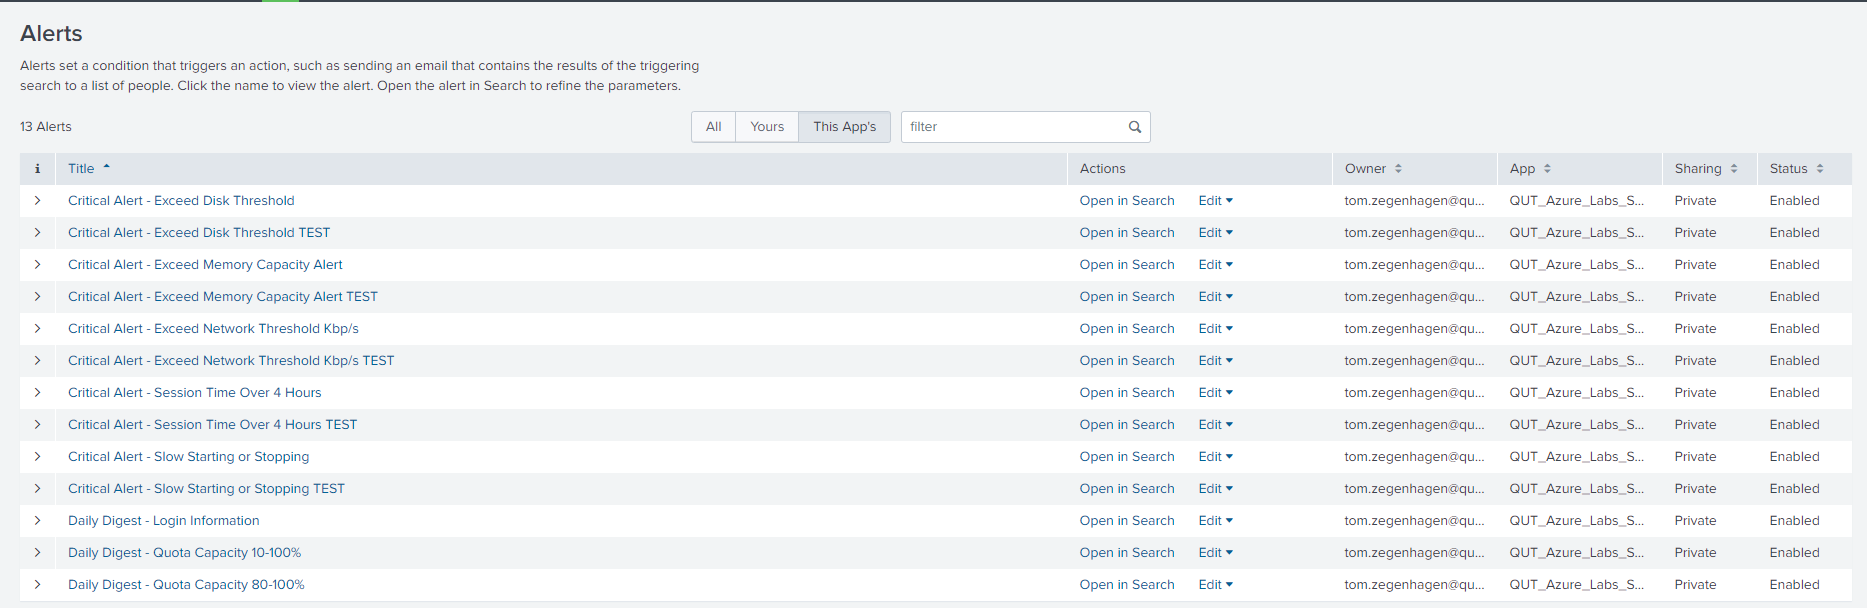 Alerts
Alerts set a condition that triggers an action, such as sending an email that contains the results of the triggering
search to a list of people. Click the name to view the alert. Open the alert in Search to refine the parameters.
13 Alerts All Yours This App's filter
i Title Actions Owner App Sharing Status
Critical Alert - Exceed Disk Threshold Open in Search Edit tom.zegenhagen@qu... QUT_Azure_Labs_S... Private Enabled
Critical Alert - Exceed Disk Threshold TEST Open in Search Edit tom.zegenhagen@qu... QUT_Azure_Labs_S... Private Enabled
Critical Alert - Exceed Memory Capacity Alert Open in Search Edit tom.zegenhagen@qu... QUT_Azure_Labs_S... Private Enabled
Critical Alert - Exceed Memory Capacity Alert TEST Open in Search Edit tom.zegenhagen@qu... QUT_Azure_Labs_S... Private Enabled
Critical Alert - Exceed Network Threshold Kbp/s Open in Search Edit tom.zegenhagen@qu... QUT_Azure_Labs_S... Private Enabled
Critical Alert - Exceed Network Threshold Kbp/s TEST Open in Search Edit tom.zegenhagen@qu... QUT_Azure_Labs_S... Private Enabled
Critical Alert - Session Time Over 4 Hours Open in Search Edit tom.zegenhagen@qu... QUT_Azure_Labs_S... Private Enabled
Critical Alert - Session Time Over 4 Hours TEST Open in Search Edit tom.zegenhagen@qu... QUT_Azure_Labs_S... Private Enabled
Critical Alert - Slow Starting or Stopping Open in Search Edit tom.zegenhagen@qu... QUT_Azure_Labs_S... Private Enabled
Critical Alert - Slow Starting or Stopping TEST Open in Search Edit tom.zegenhagen@qu... QUT_Azure_Labs_S... Private Enabled
Daily Digest - Login Information Open in Search Edit tom.zegenhagen@qu... QUT_Azure_Labs_S... Private Enabled
Daily Digest - Quota Capacity 10-100% Open in Search Edit tom.zegenhagen@qu... QUT_Azure_Labs_S... Private Enabled
Daily Digest - Quota Capacity 80-100% Open in Search Edit tom.zegenhagen@qu... QUT_Azure_Labs_S... Private Enabled